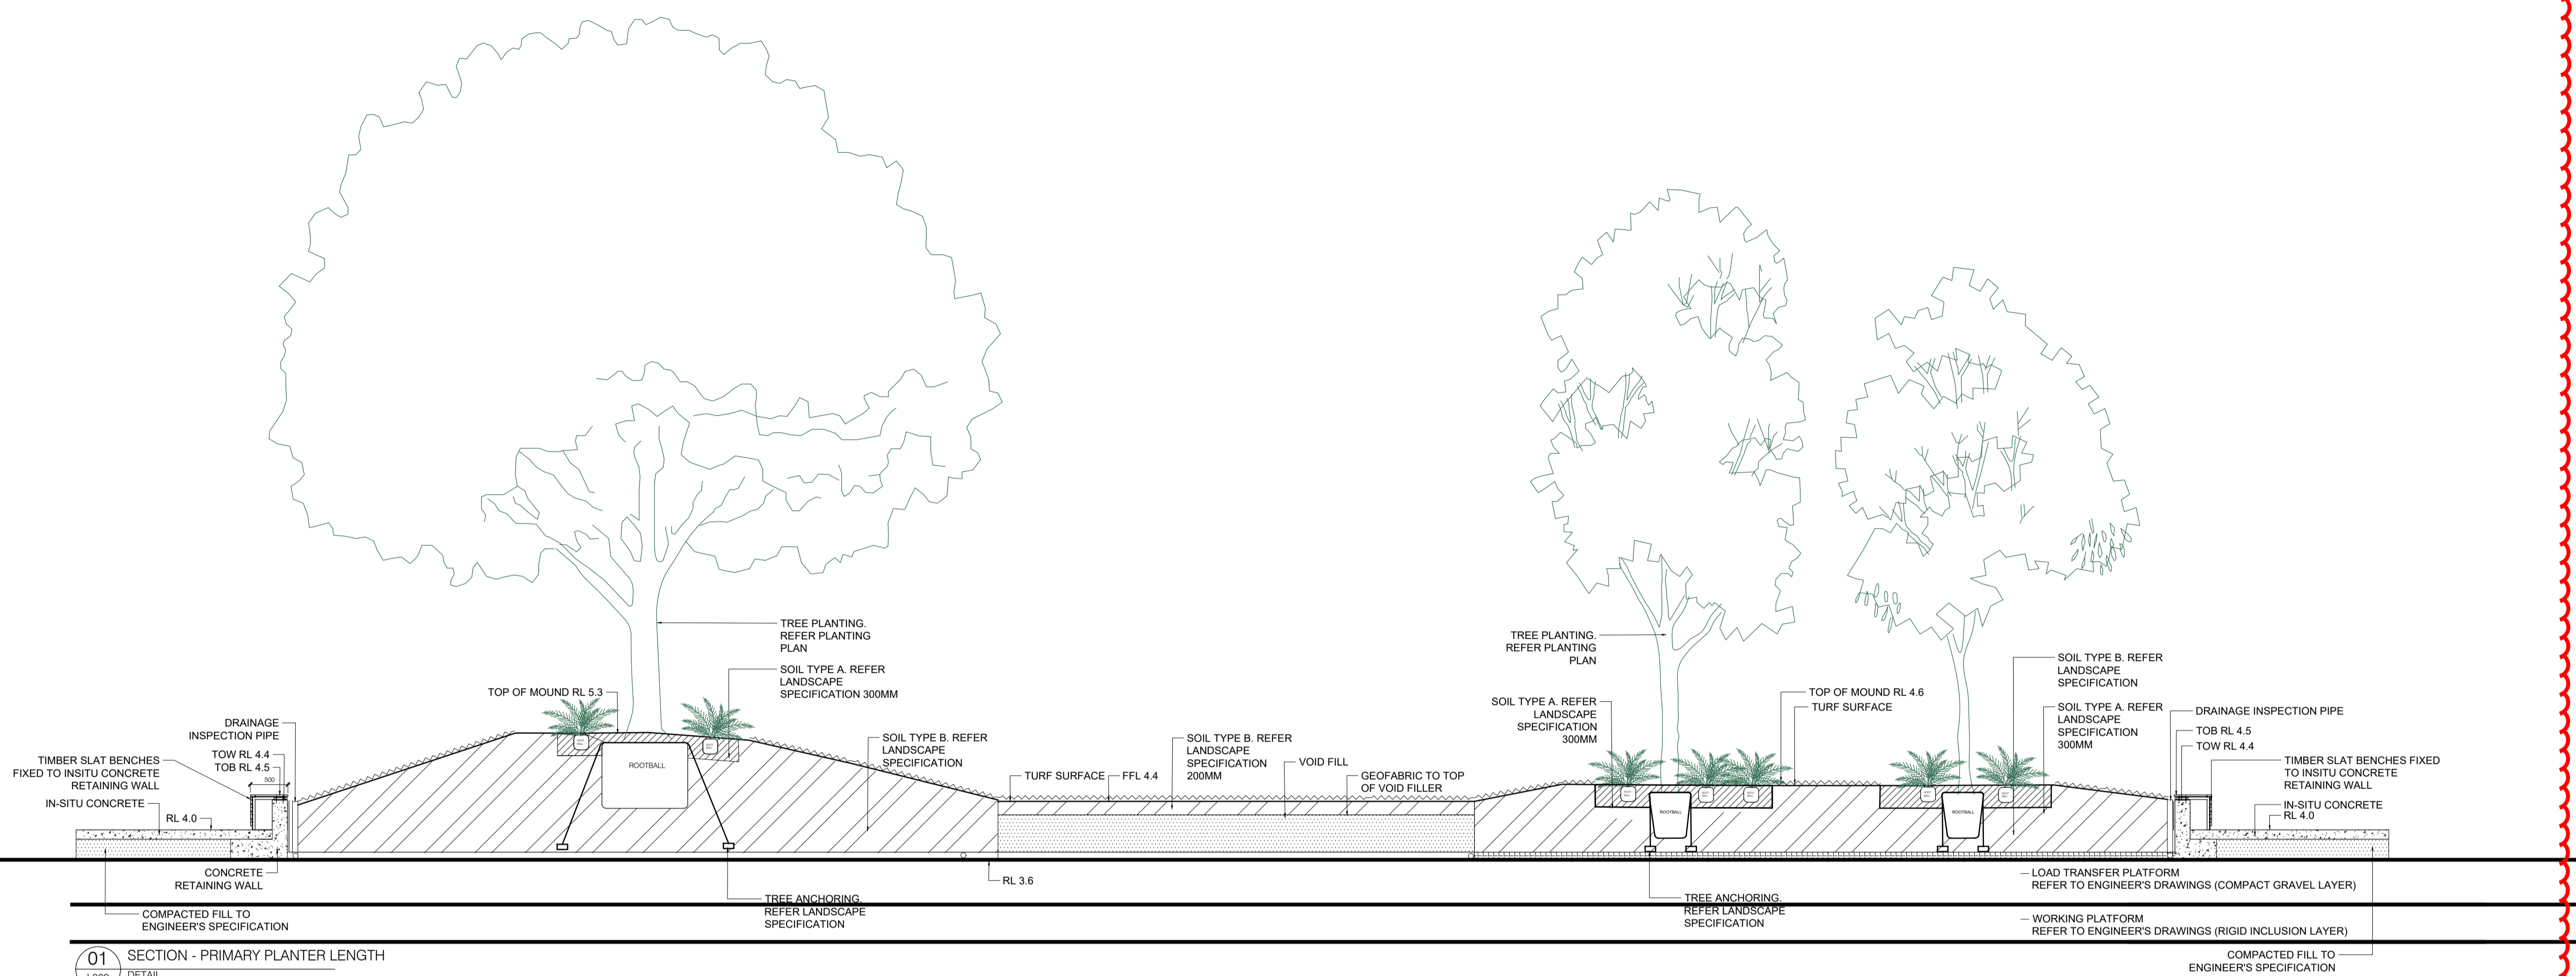 TREE PLANTING.
REFER PLANTING
PLAN
SOIL TYPE A. REFER
LANDSCAPE
SPECIFICATION 300MM
TOP OF MOUND RL 5.3
DRAINAGE
INSPECTION PIPE
TOW RL 4.4
TOB RL 4.5
500
TIMBER SLAT BENCHES
FIXED TO INSITU CONCRETE
RETAINING WALL
IN-SITU CONCRETE
RL 4.0
ROOTBALL
SOIL TYPE B. REFER
LANDSCAPE
SPECIFICATION
SOIL TYPE B. REFER
LANDSCAPE
SPECIFICATION
200MM
VOID FILL
TURF SURFACE
FFL 4.4
GEOFABRIC TO TOP
OF VOID FILLER
TREE PLANTING.
REFER PLANTING
PLAN
SOIL TYPE A. REFER
LANDSCAPE
SPECIFICATION
300MM
TOP OF MOUND RL 4.6
TURF SURFACE
SOIL TYPE B. REFER
LANDSCAPE
SPECIFICATION
SOIL TYPE A. REFER
LANDSCAPE
SPECIFICATION
300MM
ROOTBALL
ROOTBALL
DRAINAGE INSPECTION PIPE
TOB RL 4.5
TOW RL 4.4
TIMBER SLAT BENCHES FIXED
TO INSITU CONCRETE
RETAINING WALL
IN-SITU CONCRETE
RL 4.0
CONCRETE
RETAINING WALL
COMPACTED FILL TO
ENGINEER'S SPECIFICATION
TREE ANCHORING.
REFER LANDSCAPE
SPECIFICATION
RL 3.6
TREE ANCHORING.
REFER LANDSCAPE
SPECIFICATION
LOAD TRANSFER PLATFORM
REFER TO ENGINEER'S DRAWINGS (COMPACT GRAVEL LAYER)
WORKING PLATFORM
REFER TO ENGINEER'S DRAWINGS (RIGID INCLUSION LAYER)
COMPACTED FILL TO
ENGINEER'S SPECIFICATION
01
SECTION - PRIMARY PLANTER LENGTH
DETAIL